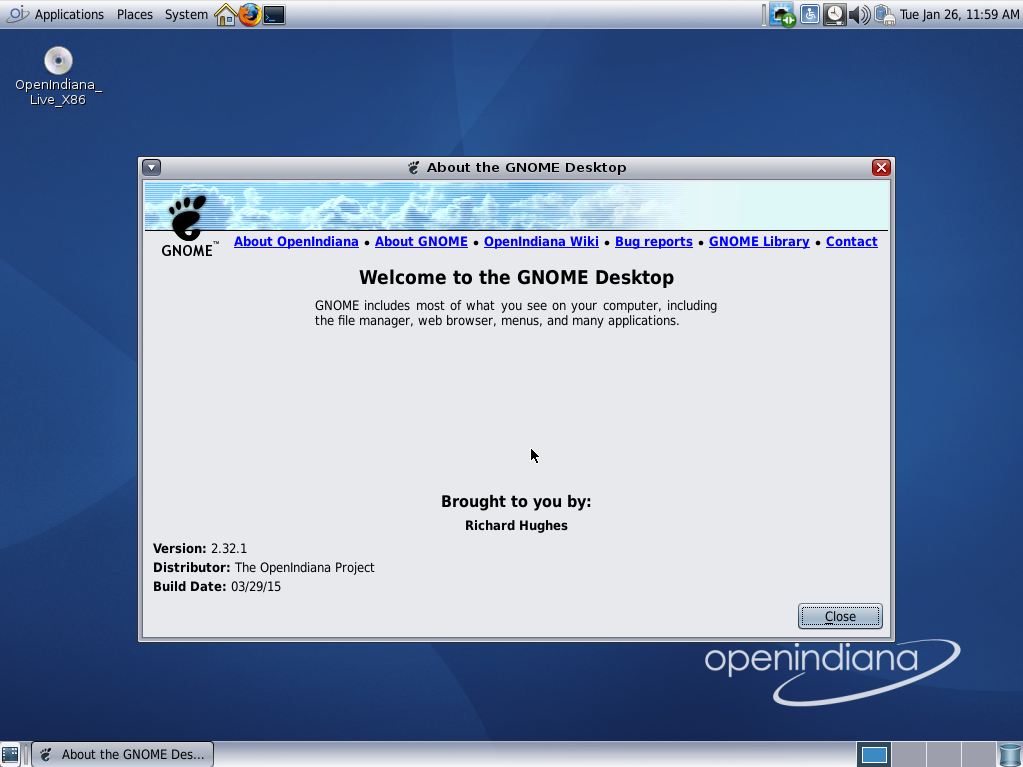 Applications Places System
Tue Jan 26, 11:59 AM
OpenIndiana_
Live_X86
About the GNOME Desktop
GNOME™
About OpenIndiana • About GNOME • OpenIndiana Wiki • Bug reports • GNOME Library • Contact
Welcome to the GNOME Desktop
GNOME includes most of what you see on your computer, including
the file manager, web browser, menus, and many applications.
Brought to you by:
Richard Hughes
Version: 2.32.1
Distributor: The OpenIndiana Project
Build Date: 03/29/15
Close
openindiana
About the GNOME Des...